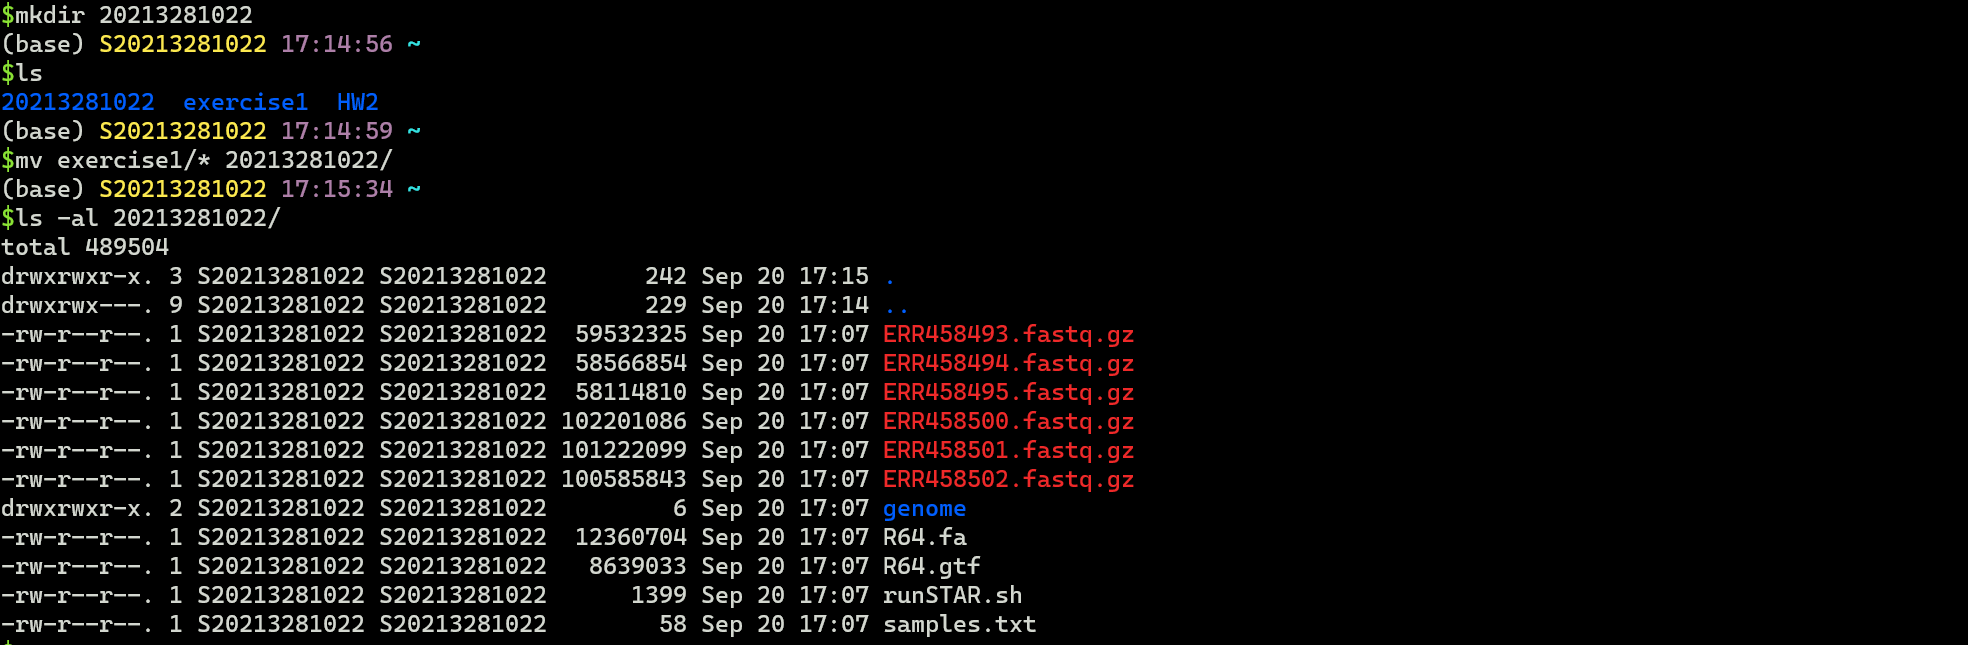 $mkdir 20213281022
(base) S20213281022 17:14:56 ~
$ls
20213281022  exercise1  HW2
(base) S20213281022 17:14:59 ~
$mv exercise1/* 20213281022/
(base) S20213281022 17:15:34 ~
$ls -al 20213281022/
total 489504
drwxrwxr-x. 3 S20213281022 S20213281022       242 Sep 20 17:15 .
drwxrwx---. 9 S20213281022 S20213281022       229 Sep 20 17:14 ..
-rw-r--r--. 1 S20213281022 S20213281022  59532325 Sep 20 17:07 ERR458493.fastq.gz
-rw-r--r--. 1 S20213281022 S20213281022  58566854 Sep 20 17:07 ERR458494.fastq.gz
-rw-r--r--. 1 S20213281022 S20213281022  58114810 Sep 20 17:07 ERR458495.fastq.gz
-rw-r--r--. 1 S20213281022 S20213281022 102201086 Sep 20 17:07 ERR458500.fastq.gz
-rw-r--r--. 1 S20213281022 S20213281022 101222099 Sep 20 17:07 ERR458501.fastq.gz
-rw-r--r--. 1 S20213281022 S20213281022 100585843 Sep 20 17:07 ERR458502.fastq.gz
drwxrwxr-x. 2 S20213281022 S20213281022         6 Sep 20 17:07 genome
-rw-r--r--. 1 S20213281022 S20213281022  12360704 Sep 20 17:07 R64.fa
-rw-r--r--. 1 S20213281022 S20213281022   8639033 Sep 20 17:07 R64.gtf
-rw-r--r--. 1 S20213281022 S20213281022      1399 Sep 20 17:07 runSTAR.sh
-rw-r--r--. 1 S20213281022 S20213281022        58 Sep 20 17:07 samples.txt